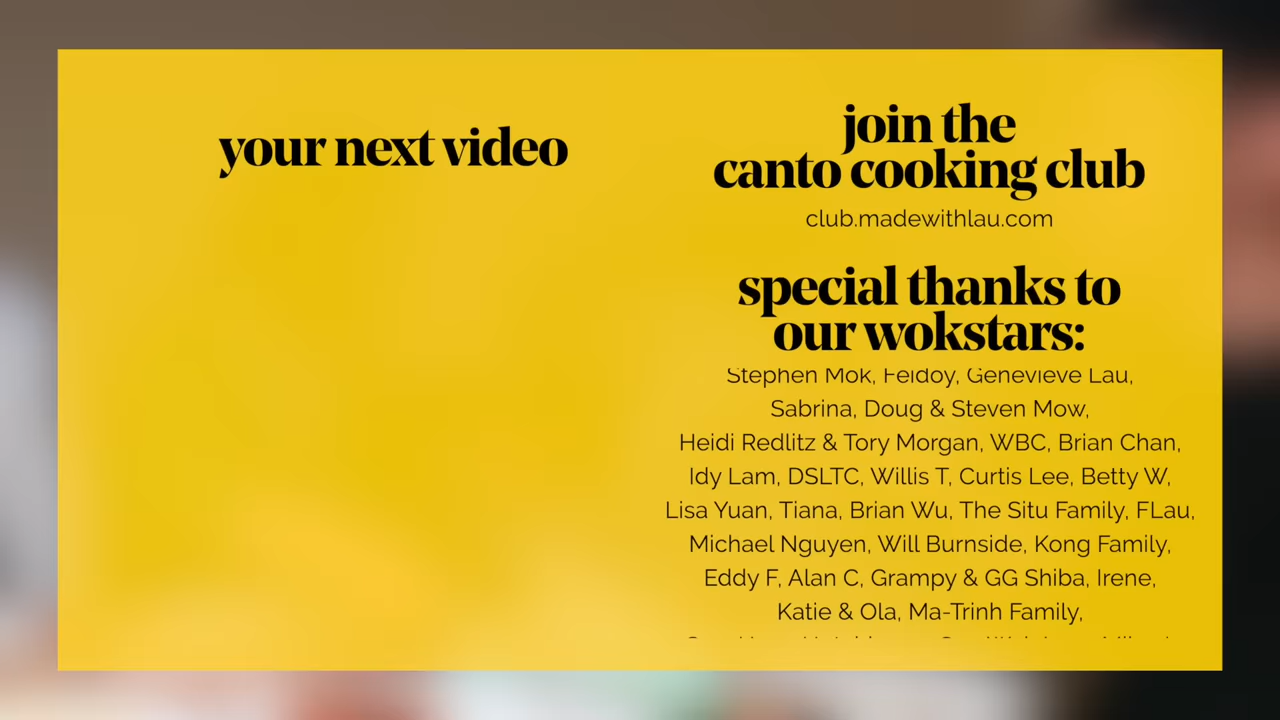 your next video
join the
canto cooking club
club.madewithlau.com
special thanks to
our wokstars:
Stephen Mok, Feidoy, Genevieve Lau,
Sabrina, Doug & Steven Mow,
Heidi Redlitz & Tory Morgan, WBC, Brian Chan,
Idy Lam, DSLTC, Willis T, Curtis Lee, Betty W,
Lisa Yuan, Tiana, Brian Wu, The Situ Family, FLau,
Michael Nguyen, Will Burnside, Kong Family,
Eddy F, Alan C, Grampy & GG Shiba, Irene,
Katie & Ola, Ma-Trinh Family,